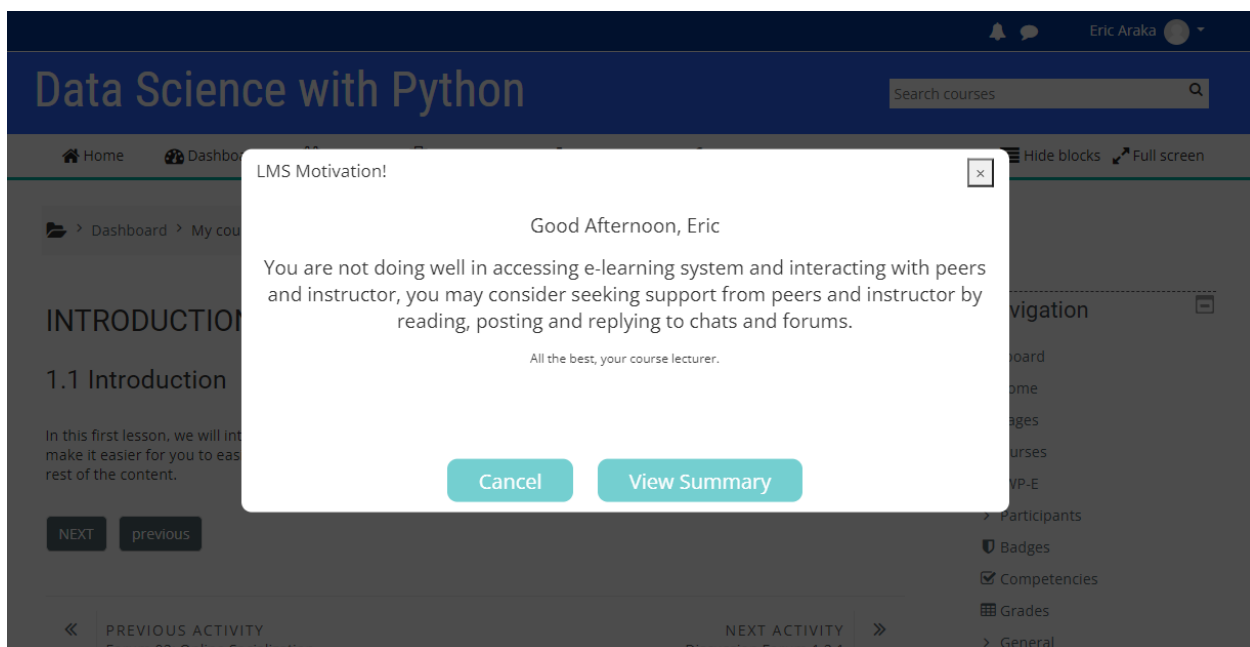 Eric Araka
Data Science with Python
Search courses
Home Hide blocks Full screen
LMS Motivation!
×
Dashboard > My
Good Afternoon, Eric
You are not doing well in accessing e-learning system and interacting with peers
and instructor, you may consider seeking support from peers and instructor by
reading, posting and replying to chats and forums.
All the best, your course lecturer.
1.1 Introduction
In this first lesson, we will
make it easier for you to
rest of the content.
Cancel View Summary
NEXT previous
> Participants
Badges
Competencies
Grades
> General
PREVIOUS ACTIVITY
NEXT ACTIVITY